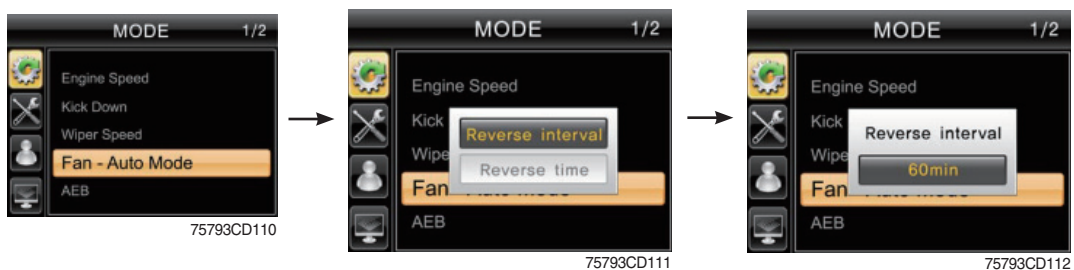 MODE 1/2
Engine Speed
Kick Down
Wiper Speed
Fan - Auto Mode
AEB
75793CD110
MODE 1/2
Engine Speed
Kick
Reverse interval
Wipe
Reverse time
Fan
AEB
75793CD111
MODE 1/2
Engine Speed
Kick
Reverse interval
Wipe
60min
Fan
AEB
75793CD112